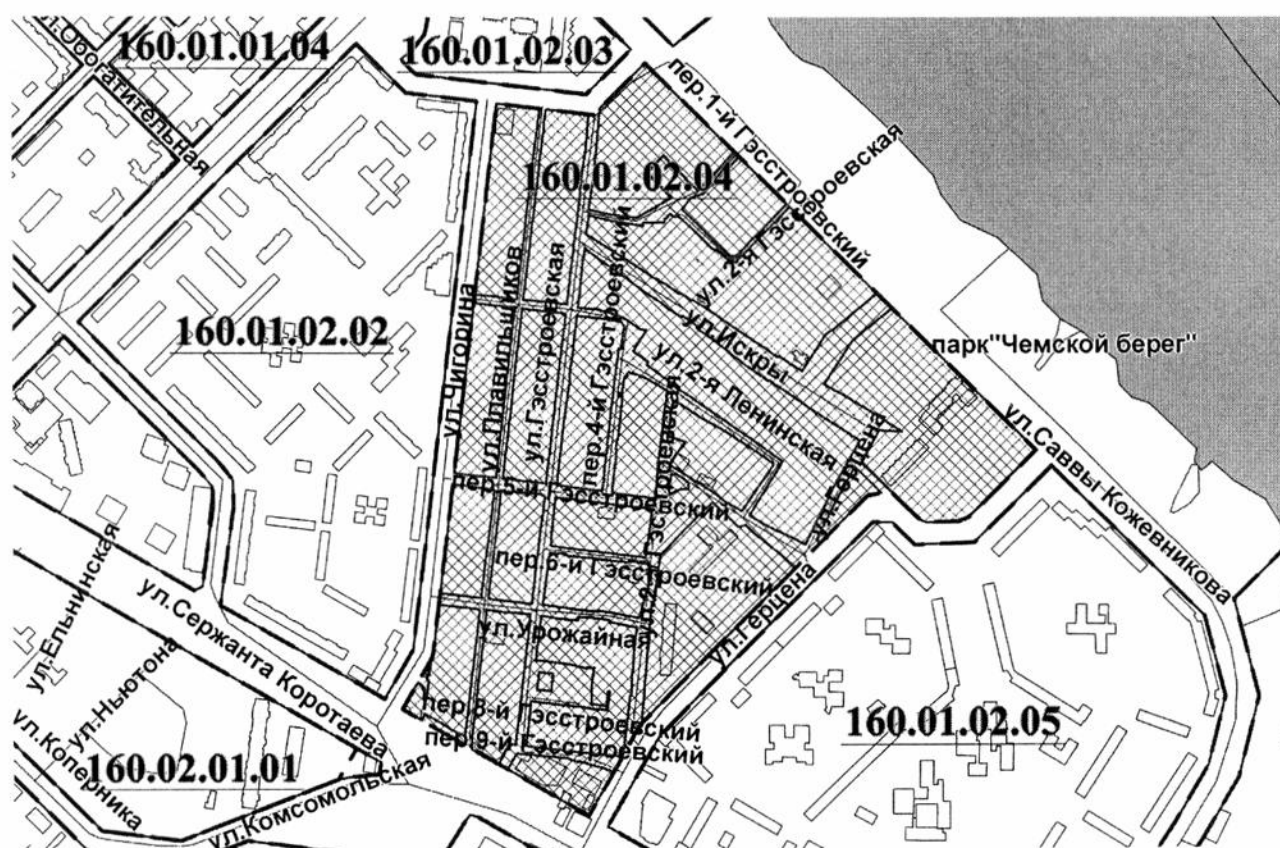 160.01.01.04
160.01.02.03
ул.Обогатительная
пер.1-й Гэсстроевский
160.01.02.04
ул.2-я Гэсстроевская
160.01.02.02
ул.Чигорина
ул.Плавильщиков
ул.Гэсстроевская
пер.4-й Гэсстроевский
ул.Искры
ул.2-я Ленинская
парк"Чемской берег"
ул.Герцена
ул.Саввы Кожевникова
пер.5-й Гэсстроевский
ул.2-я Гэсстроевская
пер.6-й Гэсстроевский
ул.Урожайная
ул.Герцена
ул.Ельнинская
ул.Сержанта Коротаева
ул.Ньютона
пер.8-й Гэсстроевский
пер.9-й Гэсстроевский
160.01.02.05
ул.Коперника
160.02.01.01
ул.Комсомольская